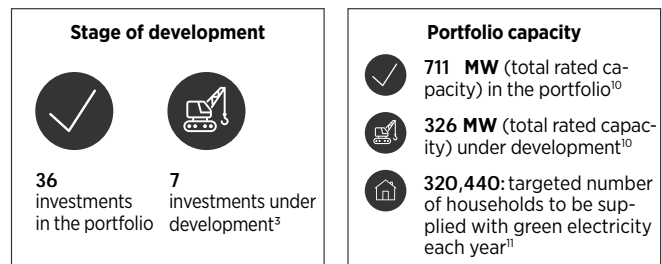 Stage of development
36
investments
in the portfolio
7
investments under
development³
Portfolio capacity
711 MW (total rated ca-
pacity) in the portfolio¹⁰
326 MW (total rated capac-
ity) under development¹⁰
320,440: targeted number
of households to be sup-
plied with green electricity
each year¹¹